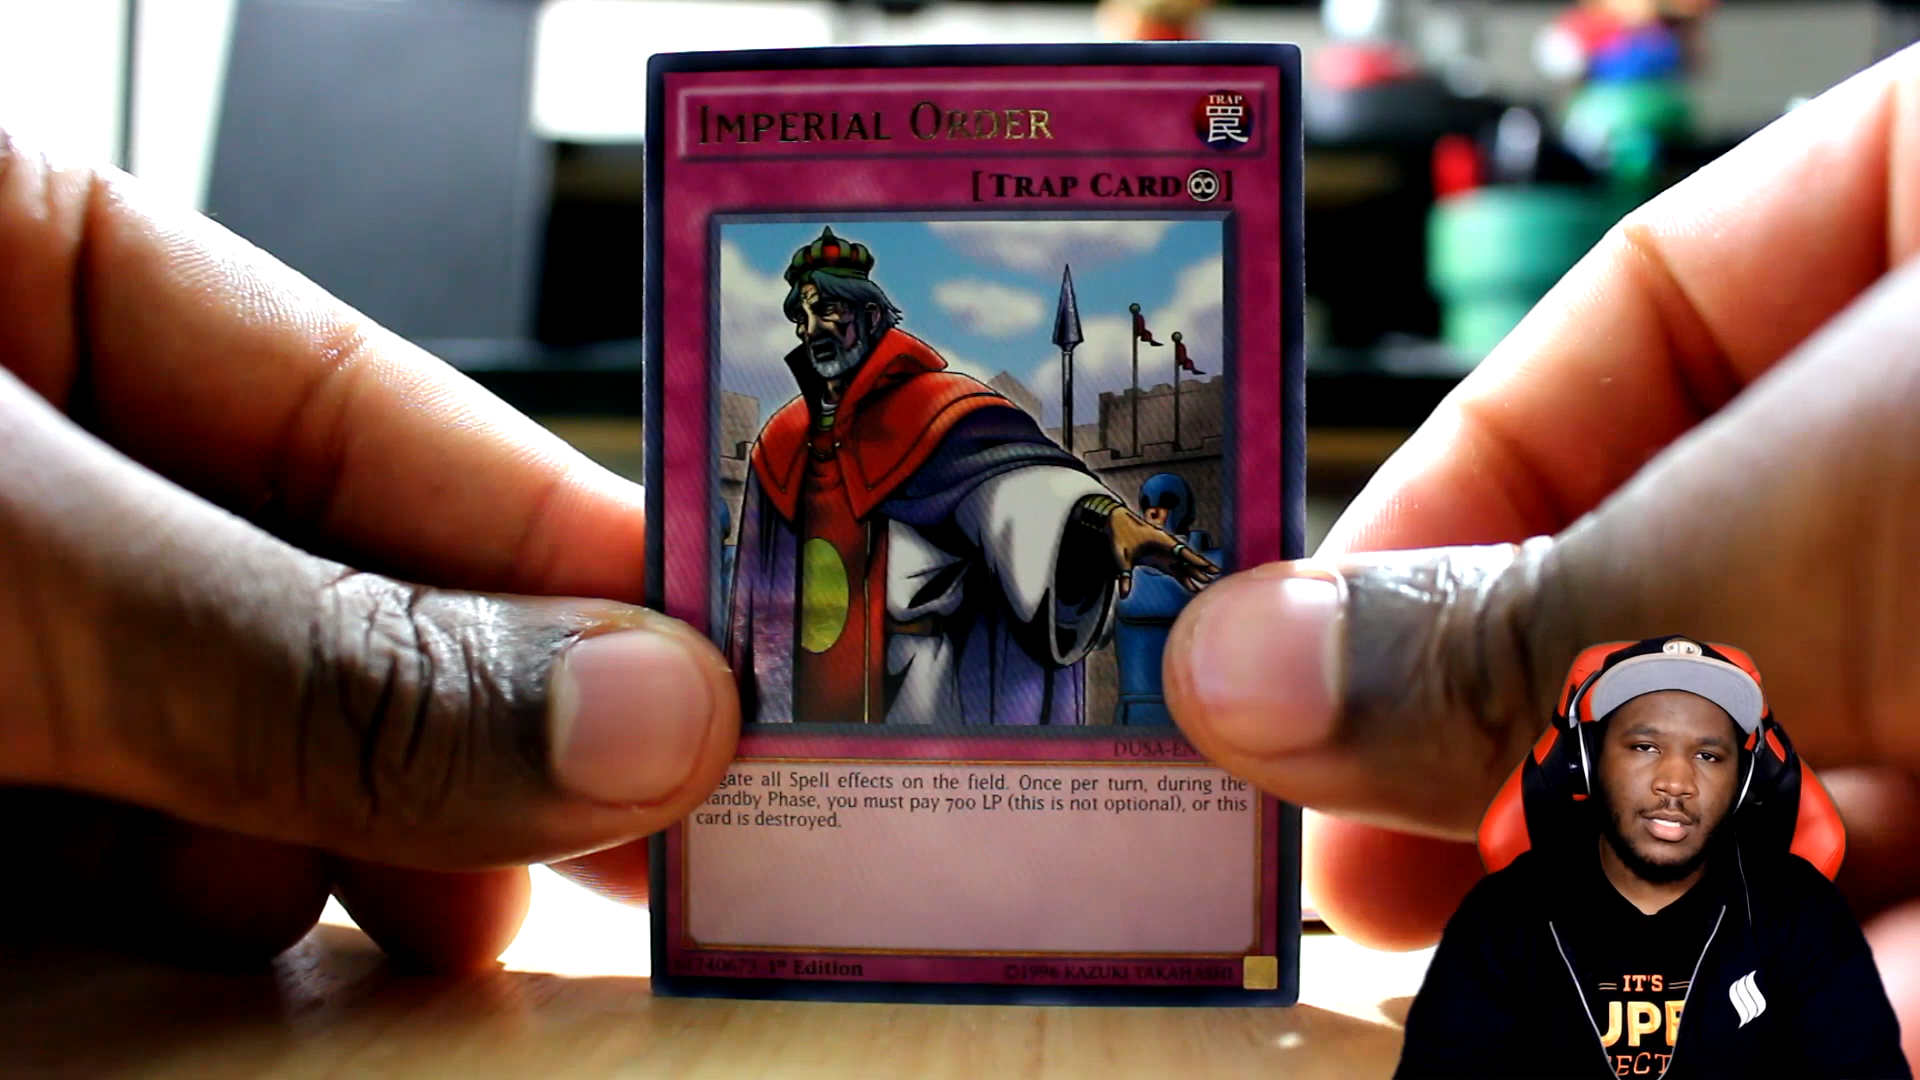 Imperial Order
TRAP
罠
[Trap Card ]
DUSA-EN
gate all Spell effects on the field. Once per turn, during the
andby Phase, you must pay 700 LP (this is not optional), or this
card is destroyed.
1st Edition
©1996 KAZUKI TAKAHASHI
IT'S